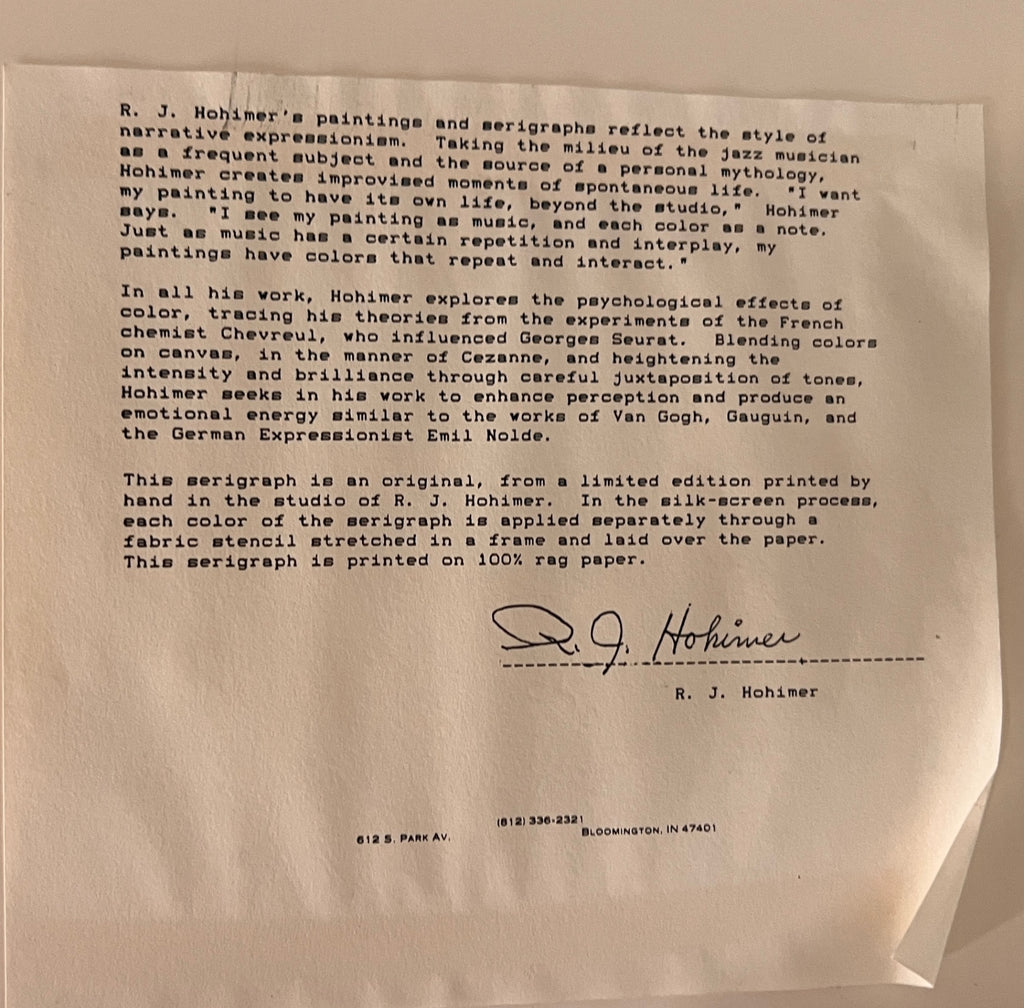 R. J. Hohimer's paintings and serigraphs reflect the style of
narrative expressionism. Taking the milieu of the jazz musician
as a frequent subject and the source of a personal mythology,
Hohimer creates improvised moments of spontaneous life. "I want
my painting to have its own life, beyond the studio," Hohimer
says. "I see my painting as music, and each color as a note.
Just as music has a certain repetition and interplay, my
paintings have colors that repeat and interact."
In all his work, Hohimer explores the psychological effects of
color, tracing his theories from the experiments of the French
chemist Chevreul, who influenced Georges Seurat. Blending colors
on canvas, in the manner of Cezanne, and heightening the
intensity and brilliance through careful juxtaposition of tones,
Hohimer seeks in his work to enhance perception and produce an
emotional energy similar to the works of Van Gogh, Gauguin, and
the German Expressionist Emil Nolde.
This serigraph is an original, from a limited edition printed by
hand in the studio of R. J. Hohimer. In the silk-screen process,
each color of the serigraph is applied separately through a
fabric stencil stretched in a frame and laid over the paper.
This serigraph is printed on 100% rag paper.
R. J. Hohimer
R. J. Hohimer
(812) 336-2321
612 S. PARK AV. BLOOMINGTON, IN 47401